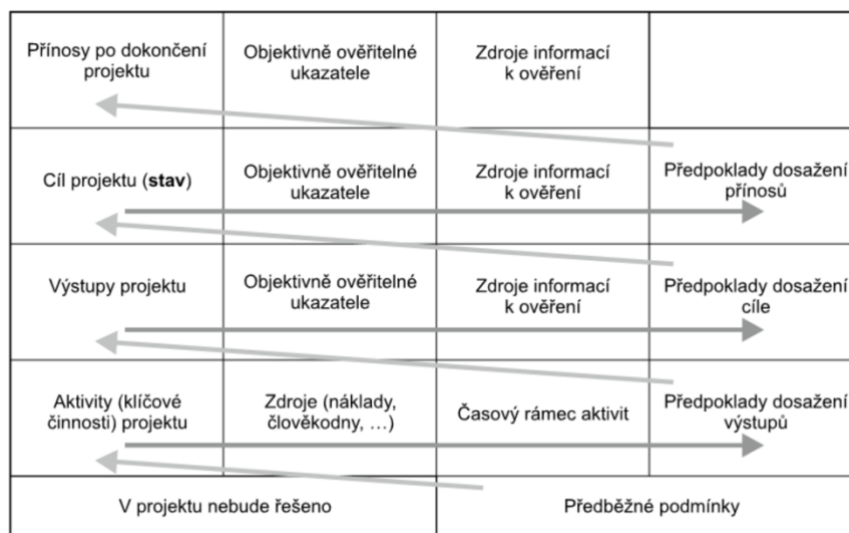 Přínosy po dokončení
projektu
Objektivně ověřitelné
ukazatele
Zdroje informací
k ověření
Cíl projektu (stav)
Objektivně ověřitelné
ukazatele
Zdroje informací
k ověření
Předpoklady dosažení
přínosů
Výstupy projektu
Objektivně ověřitelné
ukazatele
Zdroje informací
k ověření
Předpoklady dosažení
cíle
Aktivity (klíčové
činnosti) projektu
Zdroje (náklady,
člověkodny, …)
Časový rámec aktivit
Předpoklady dosažení
výstupů
V projektu nebude řešeno
Předběžné podmínky